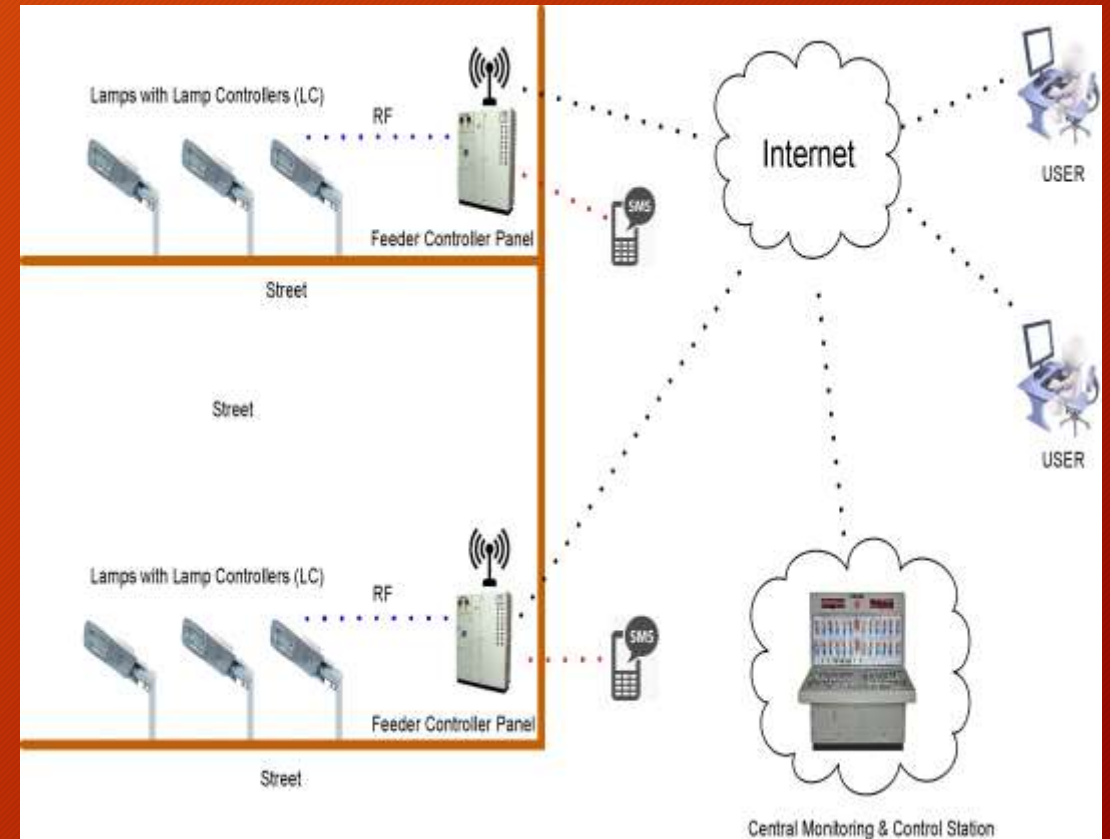 Lamps with Lamp Controllers (LC)
RF
Feeder Controller Panel
SMS
Street
Internet
USER
Street
USER
Lamps with Lamp Controllers (LC)
RF
Feeder Controller Panel
SMS
Street
Central Monitoring & Control Station